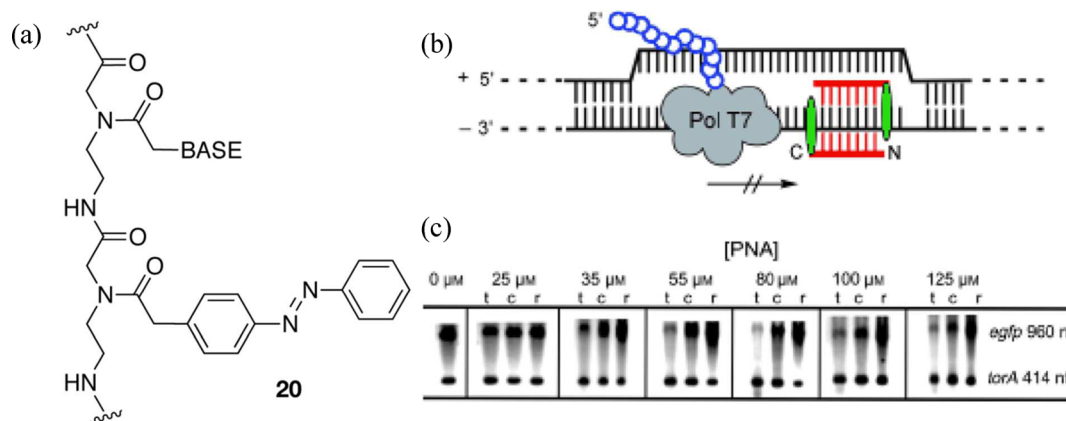 (a)
O
N
O
BASE
HN
O
O
N
N
N
HN
20
(b)
5'
+ 5'
Pol T7
− 3'
C
N
(c)
[PNA]
0 µM 25 µM 35 µM 55 µM 80 µM 100 µM 125 µM
t c r t c r t c r t c r t c r t c r
egfp 960 n
torA 414 nt